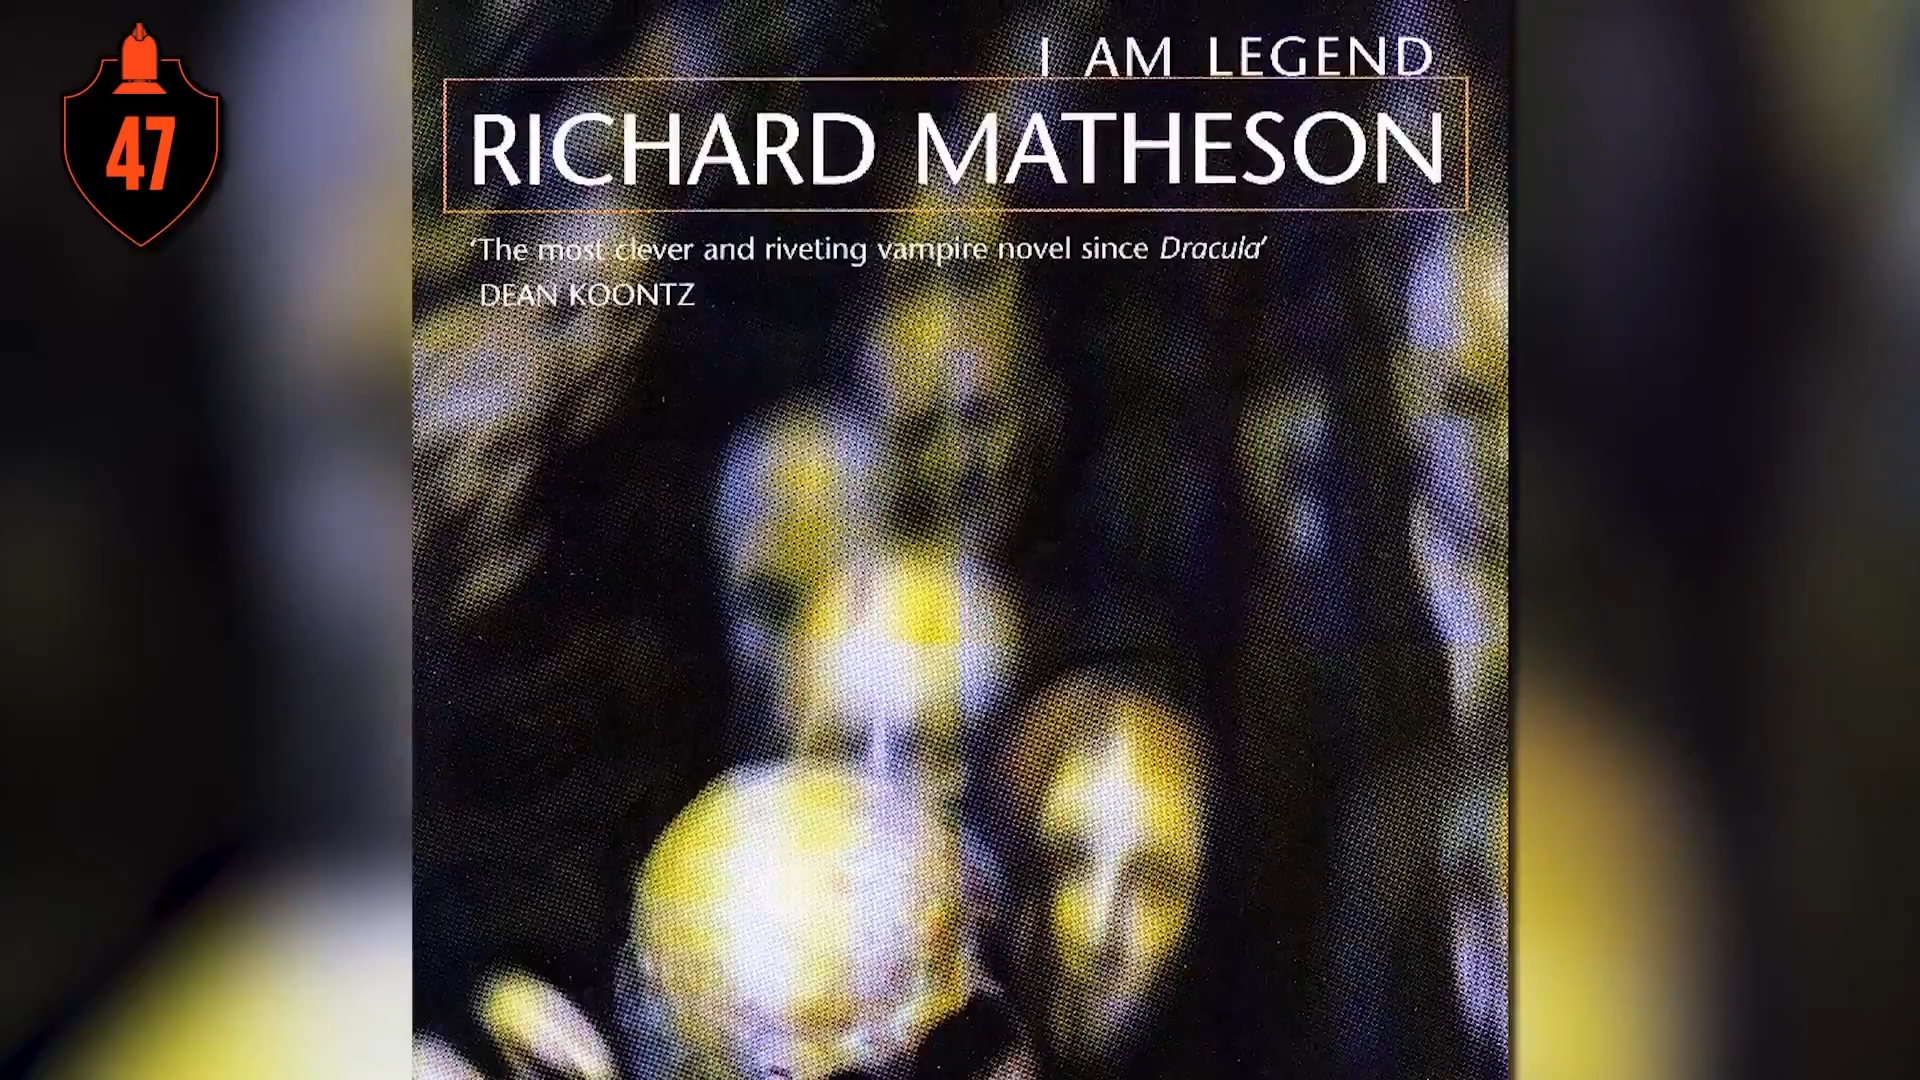 47
I AM LEGEND
RICHARD MATHESON
‘The most clever and riveting vampire novel since Dracula’
DEAN KOONTZ